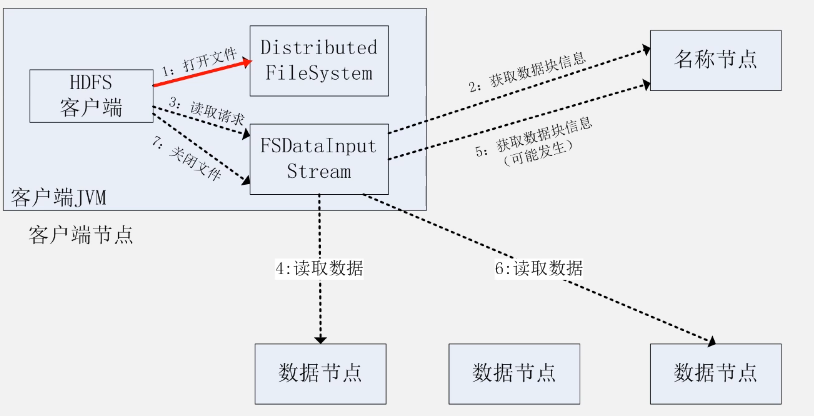 1: 打开文件
Distributed
FileSystem
HDFS
客户端
2: 获取数据块信息
名称节点
3: 读取请求
FSDataInput
Stream
5: 获取数据块信息
(可能发生)
7: 关闭文件
客户端JVM
客户端节点
4:读取数据
6:读取数据
数据节点
数据节点
数据节点